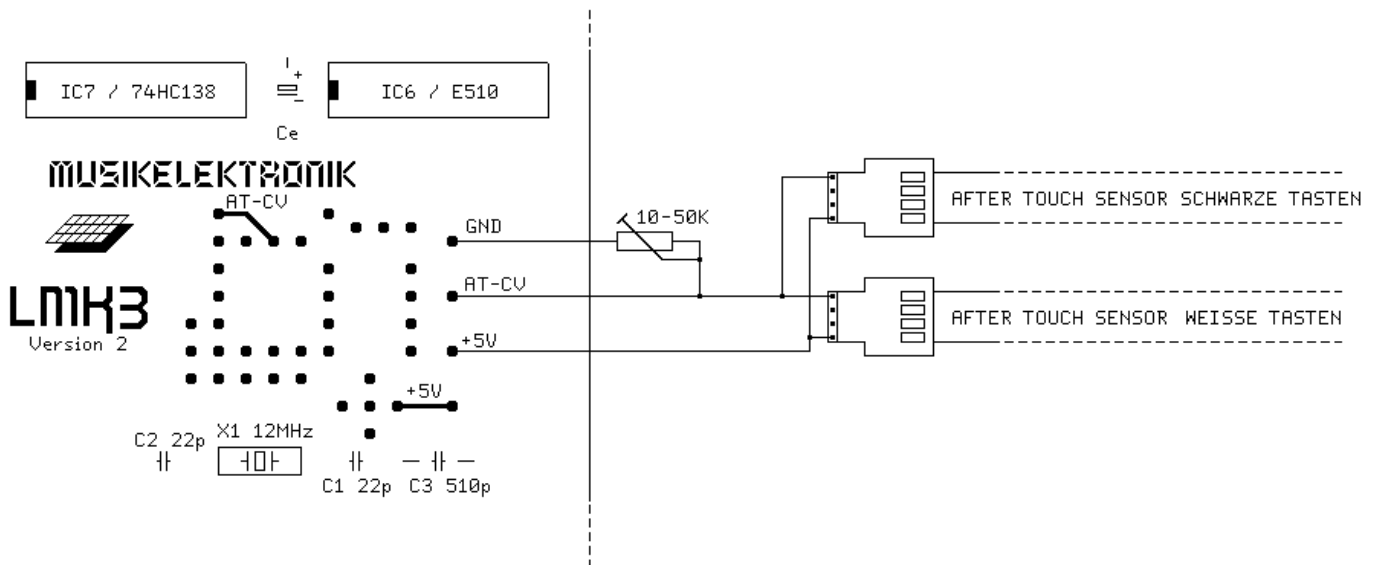 IC7 / 74HC138
+
IC6 / E510
Ce
MUSIKELEKTRONIK
AT-CV
LMK3
Version 2
GND
10-50K
AT-CV
+5V
+5V
AFTER TOUCH SENSOR SCHWARZE TASTEN
AFTER TOUCH SENSOR WEISSE TASTEN
C2 22p
X1 12MHz
C1 22p
C3 510p